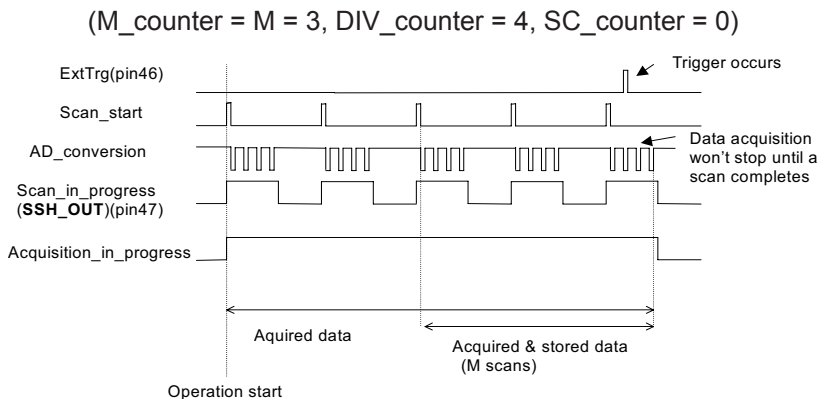 (M_counter = M = 3, DIV_counter = 4, SC_counter = 0)
ExtTrg(pin46)
Trigger occurs
Scan_start
AD_conversion
Data acquisition
won't stop until a
scan completes
Scan_in_progress
(SSH_OUT)(pin47)
Acquisition_in_progress
Aquired data
Acquired & stored data
(M scans)
Operation start